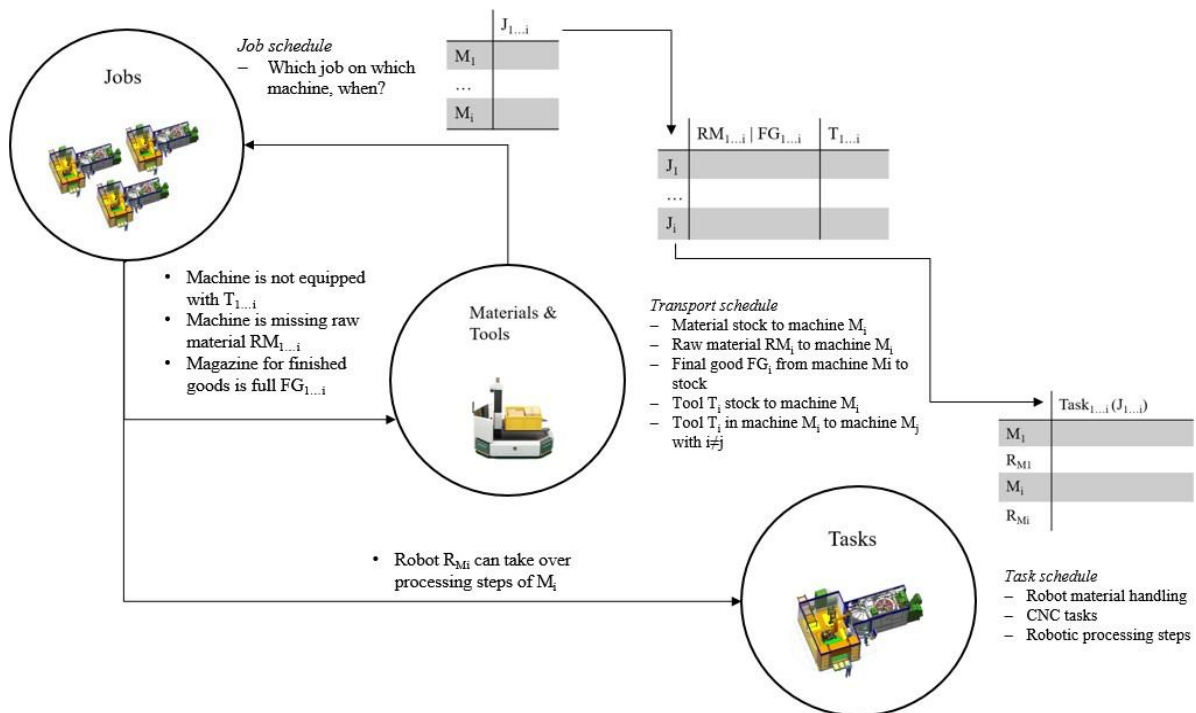 Jobs
Job schedule
– Which job on which
machine, when?
J1…i
M1
…
Mi
RM1…i | FG1…i T1…i
J1
…
Ji
• Machine is not equipped
with T1…i
• Machine is missing raw
material RM1…i
• Magazine for finished
goods is full FG1…i
Materials &
Tools
Transport schedule
– Material stock to machine Mi
– Raw material RMi to machine Mi
– Final good FGi from machine Mi to
stock
– Tool Ti stock to machine Mi
– Tool Ti in machine Mi to machine Mj
with i≠j
Task1…i (J1…i)
M1
RM1
Mi
RMi
• Robot RMi can take over
processing steps of Mi
Tasks
Task schedule
– Robot material handling
– CNC tasks
– Robotic processing steps